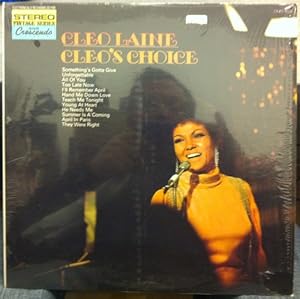 STEREO
VINTAGE SERIES
Crescendo
CLEO LAINE
CLEO'S CHOICE
Something's Gotta Give
Unforgettable
All Of You
Too Late Now
I'll Remember April
Hand Me Down Love
Teach Me Tonight
Young At Heart
He Needs Me
Summer Is A Coming
April In Paris
They Were Right